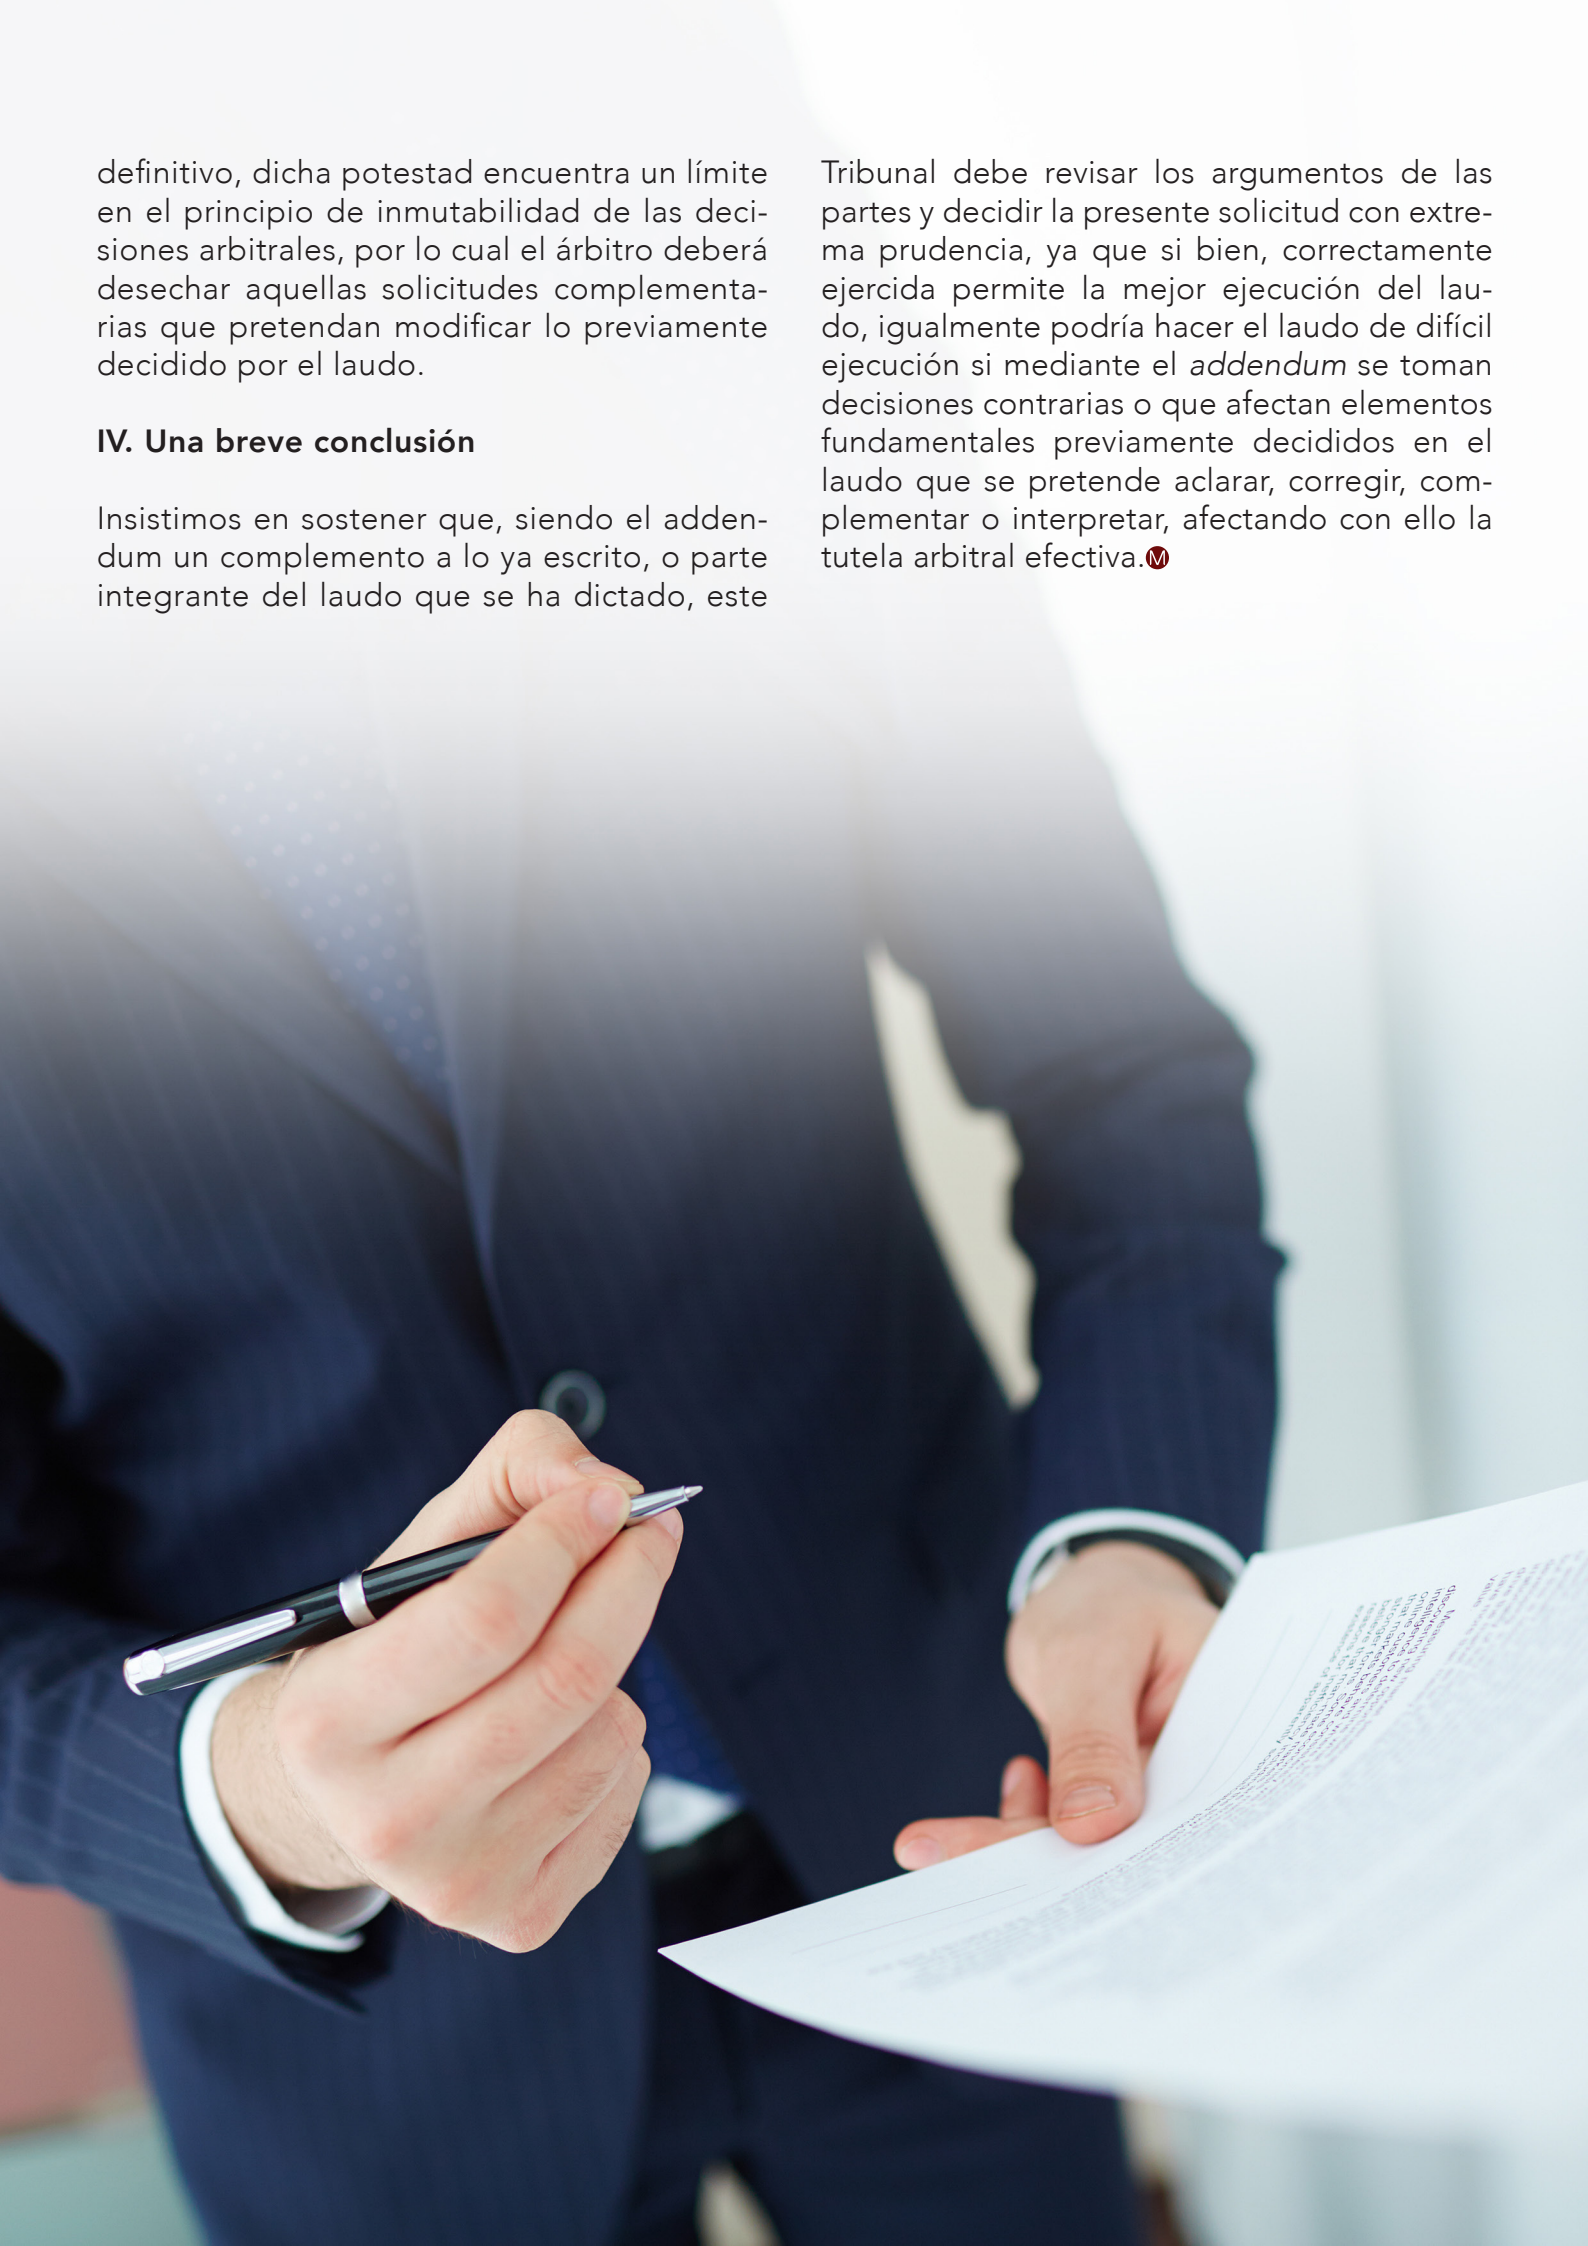 definitivo, dicha potestad encuentra un límite
en el principio de inmutabilidad de las deci-
siones arbitrales, por lo cual el árbitro deberá
desechar aquellas solicitudes complementa-
rias que pretendan modificar lo previamente
decidido por el laudo.
IV. Una breve conclusión
Insistimos en sostener que, siendo el adden-
dum un complemento a lo ya escrito, o parte
integrante del laudo que se ha dictado, este
Tribunal debe revisar los argumentos de las
partes y decidir la presente solicitud con extre-
ma prudencia, ya que si bien, correctamente
ejercida permite la mejor ejecución del lau-
do, igualmente podría hacer el laudo de difícil
ejecución si mediante el addendum se toman
decisiones contrarias o que afectan elementos
fundamentales previamente decididos en el
laudo que se pretende aclarar, corregir, com-
plementar o interpretar, afectando con ello la
tutela arbitral efectiva.M